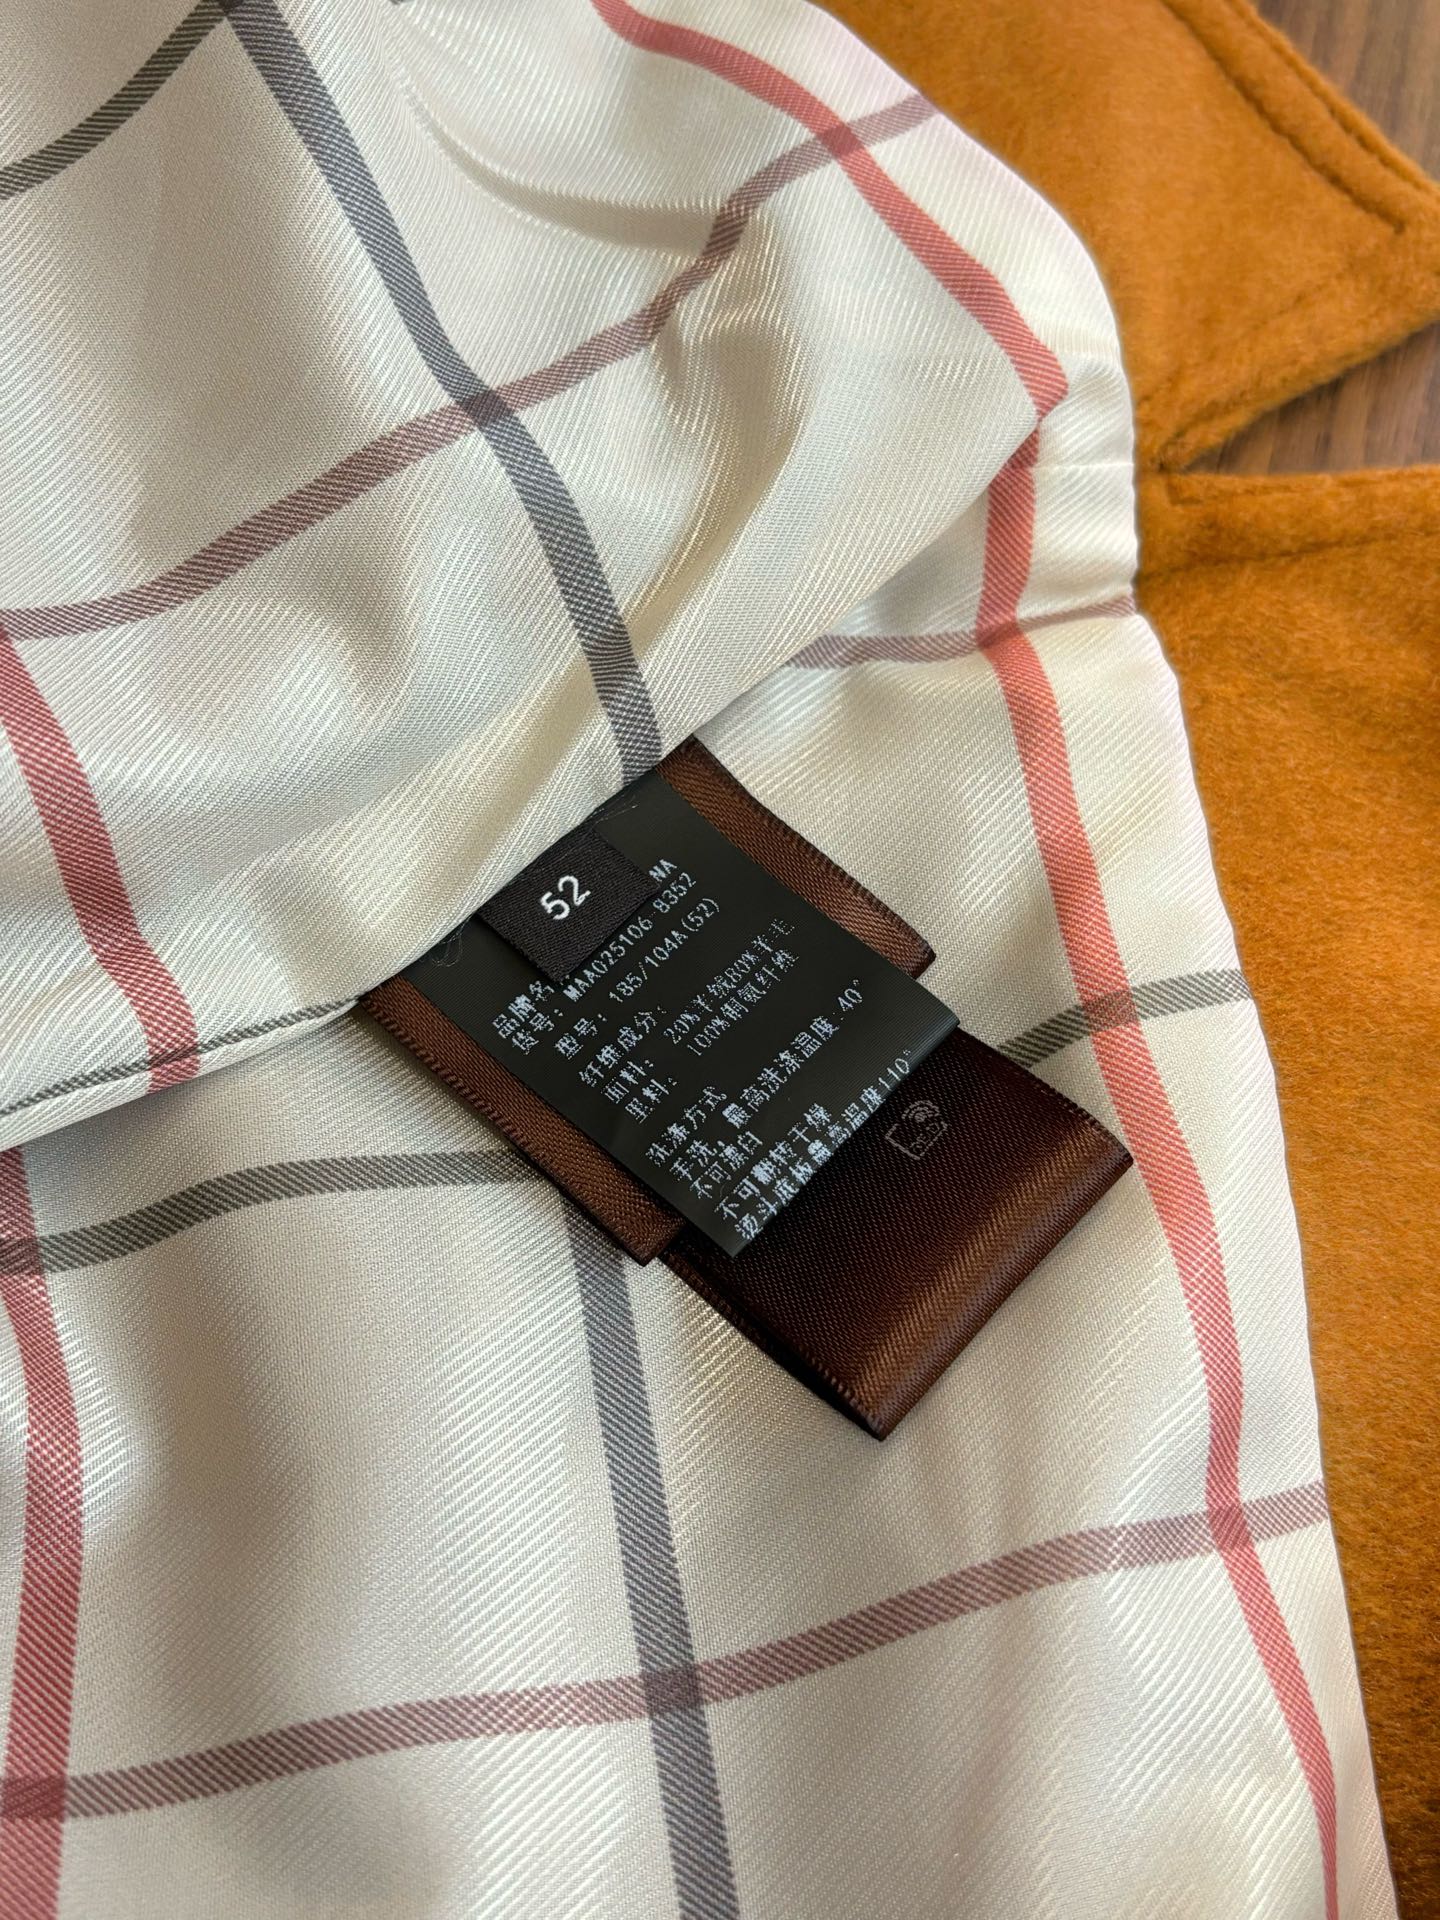 52
品牌名 NA
货号: MAA025106-8352
型号: 185/104A(52)
纤维成分:
面料: 20%羊绒80%羊毛
里料: 100%铜氨纤维
洗涤方式
手洗,最高洗涤温度 40°
不可漂白
不可翻转干燥
熨斗底板最高温度110°